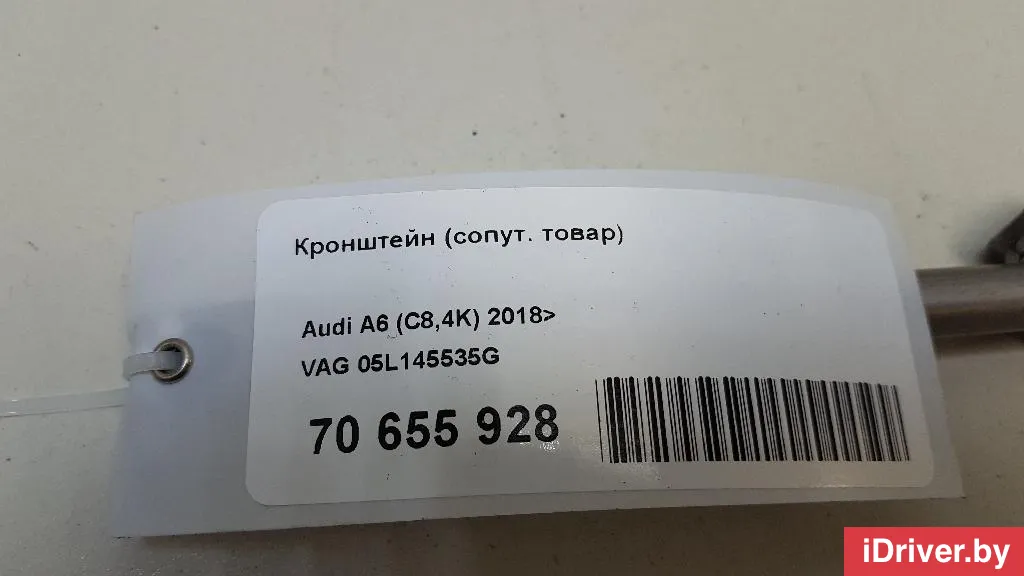 Кронштейн (сопут. товар)
Audi A6 (C8,4K) 2018>
VAG 05L145535G
70 655 928
iDriver.by